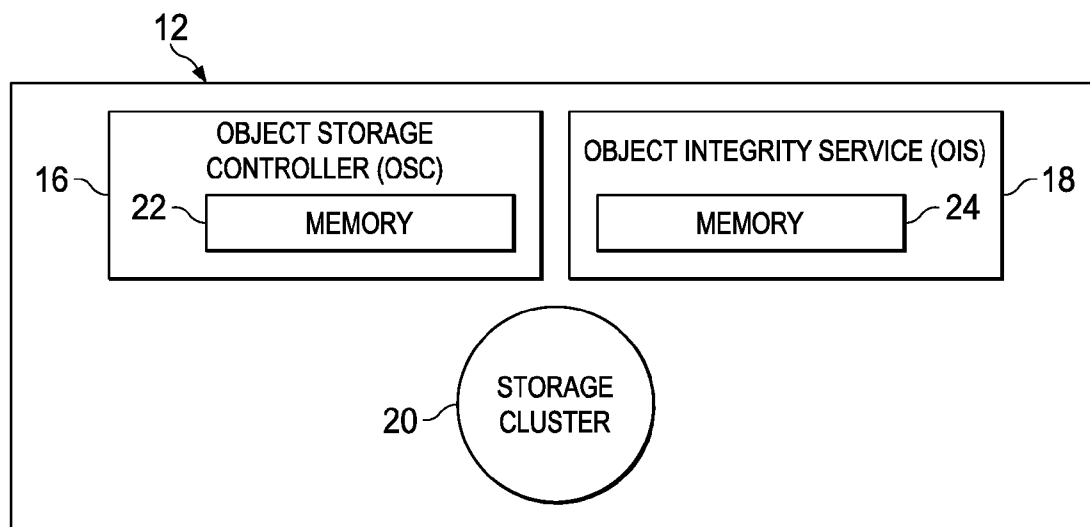 12
OBJECT STORAGE
CONTROLLER (OSC)
16
22
MEMORY
OBJECT INTEGRITY SERVICE (OIS)
18
MEMORY
24
STORAGE
CLUSTER
20